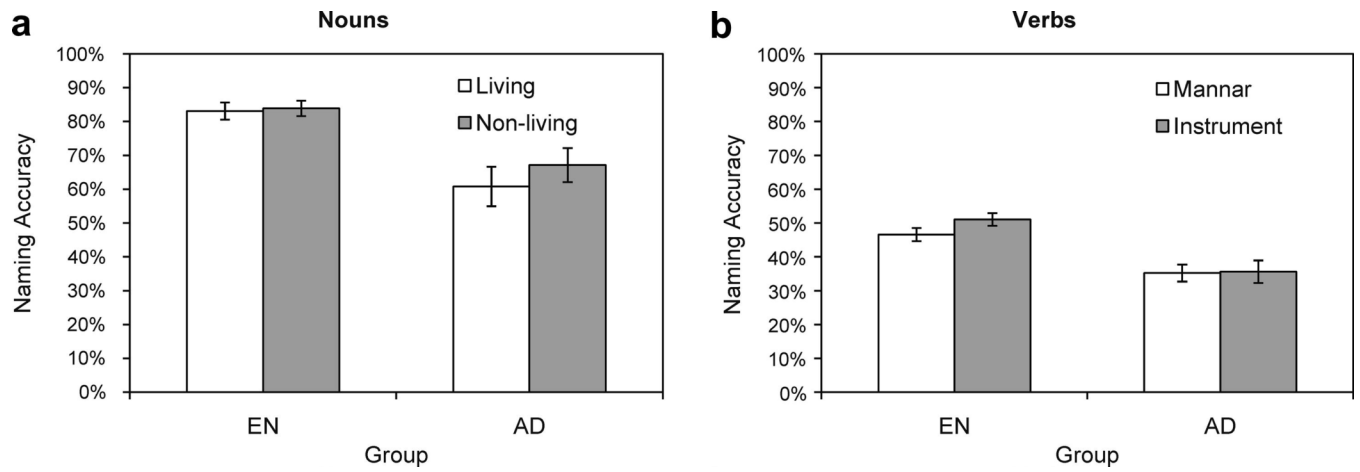 a
Nouns
100%
90%
80%
70%
60%
50%
40%
30%
20%
10%
0%
Naming Accuracy
Living
Non-living
EN
AD
Group
b
Verbs
100%
90%
80%
70%
60%
50%
40%
30%
20%
10%
0%
Naming Accuracy
Mannar
Instrument
EN
AD
Group